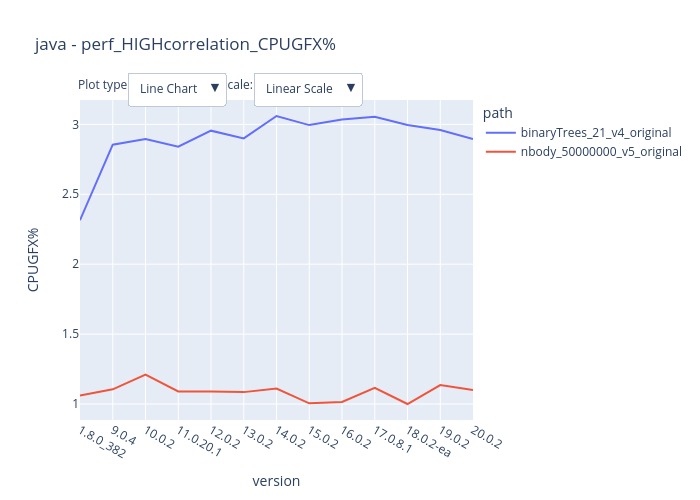 java - perf_HIGHcorrelation_CPUGFX%
Plot type
Line Chart ▼
cale:
Linear Scale ▼
path
binaryTrees_21_v4_original
nbody_50000000_v5_original
CPUGFX%
3
2.5
2
1.5
1
1.8.0_382
9.0.4
10.0.2
11.0.20.1
12.0.2
13.0.2
14.0.2
15.0.2
16.0.2
17.0.8.1
18.0.2-ea
19.0.2
20.0.2
version